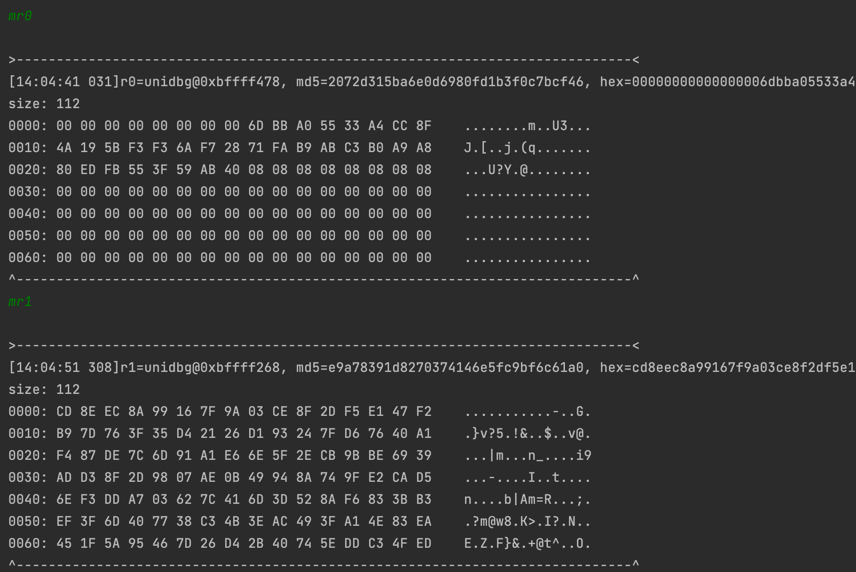 mr0
>-----------------------------------------------------------------------------<
[14:04:41 031]r0=unidbg@0xbffff478, md5=2072d315ba6e0d6980fd1b3f0c7bcf46, hex=00000000000000006dbba05533a4
size: 112
0000: 00 00 00 00 00 00 00 00 6D BB A0 55 33 A4 CC 8F    ........m..U3...
0010: 4A 19 5B F3 F3 6A F7 28 71 FA B9 AB C3 B0 A9 A8    J.[..j.(q.......
0020: 80 ED FB 55 3F 59 AB 40 08 08 08 08 08 08 08 08    ...U?Y.@........
0030: 00 00 00 00 00 00 00 00 00 00 00 00 00 00 00 00    ................
0040: 00 00 00 00 00 00 00 00 00 00 00 00 00 00 00 00    ................
0050: 00 00 00 00 00 00 00 00 00 00 00 00 00 00 00 00    ................
0060: 00 00 00 00 00 00 00 00 00 00 00 00 00 00 00 00    ................
^-----------------------------------------------------------------------------^
mr1
>-----------------------------------------------------------------------------<
[14:04:51 308]r1=unidbg@0xbffff268, md5=e9a78391d8270374146e5fc9bf6c61a0, hex=cd8eec8a99167f9a03ce8f2df5e1
size: 112
0000: CD 8E EC 8A 99 16 7F 9A 03 CE 8F 2D F5 E1 47 F2    ...........-..G.
0010: B9 7D 76 3F 35 D4 21 26 D1 93 24 7F D6 76 40 A1    .}v?5.!&..$..v@.
0020: F4 87 DE 7C 6D 91 A1 E6 6E 5F 2E CB 9B BE 69 39    ...|m...n_....i9
0030: AD D3 8F 2D 98 07 AE 0B 49 94 8A 74 9F E2 CA D5    ...-....I..t....
0040: 6E F3 DD A7 03 62 7C 41 6D 3D 52 8A F6 83 3B B3    n....b|Am=R...;.
0050: EF 3F 6D 40 77 38 C3 4B 3E AC 49 3F A1 4E 83 EA    .?m@w8.K>.I?.N..
0060: 45 1F 5A 95 46 7D 26 D4 2B 40 74 5E DD C3 4F ED    E.Z.F}&.+@t^..O.
^-----------------------------------------------------------------------------^